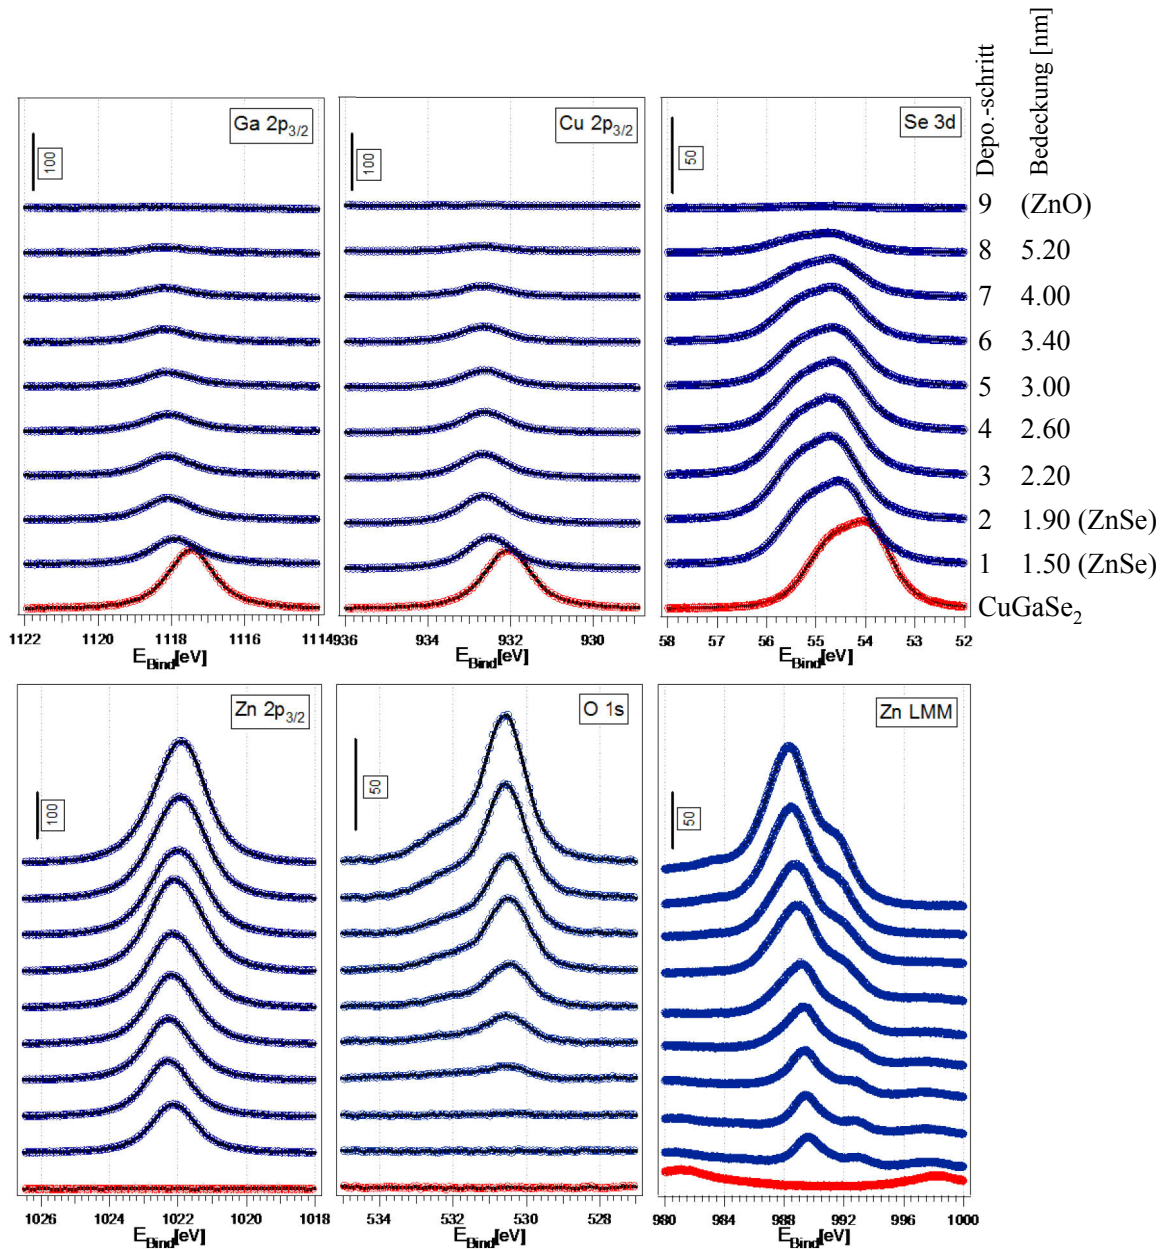 Depo.-schritt
Bedeckung [nm]
Ga 2p3/2
Cu 2p3/2
Se 3d
100
100
50
9 (ZnO)
8 5.20
7 4.00
6 3.40
5 3.00
4 2.60
3 2.20
2 1.90 (ZnSe)
1 1.50 (ZnSe)
CuGaSe2
1122 1120 1118 1116 1114
936 934 932 930
58 57 56 55 54 53 52
EBind[eV]
EBind[eV]
EBind[eV]
Zn 2p3/2
O 1s
Zn LMM
100
50
50
1026 1024 1022 1020 1018
534 532 530 528
980 984 988 992 996 1000
EBind[eV]
EBind[eV]
EBind[eV]